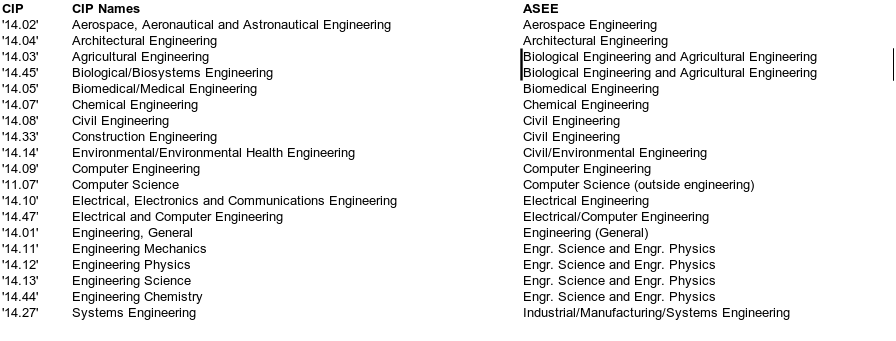 CIP CIP Names ASEE
'14.02' Aerospace, Aeronautical and Astronautical Engineering Aerospace Engineering
'14.04' Architectural Engineering Architectural Engineering
'14.03' Agricultural Engineering Biological Engineering and Agricultural Engineering
'14.45' Biological/Biosystems Engineering Biological Engineering and Agricultural Engineering
'14.05' Biomedical/Medical Engineering Biomedical Engineering
'14.07' Chemical Engineering Chemical Engineering
'14.08' Civil Engineering Civil Engineering
'14.33' Construction Engineering Civil Engineering
'14.14' Environmental/Environmental Health Engineering Civil/Environmental Engineering
'14.09' Computer Engineering Computer Engineering
'11.07' Computer Science Computer Science (outside engineering)
'14.10' Electrical, Electronics and Communications Engineering Electrical Engineering
'14.47' Electrical and Computer Engineering Electrical/Computer Engineering
'14.01' Engineering, General Engineering (General)
'14.11' Engineering Mechanics Engr. Science and Engr. Physics
'14.12' Engineering Physics Engr. Science and Engr. Physics
'14.13' Engineering Science Engr. Science and Engr. Physics
'14.44' Engineering Chemistry Engr. Science and Engr. Physics
'14.27' Systems Engineering Industrial/Manufacturing/Systems Engineering